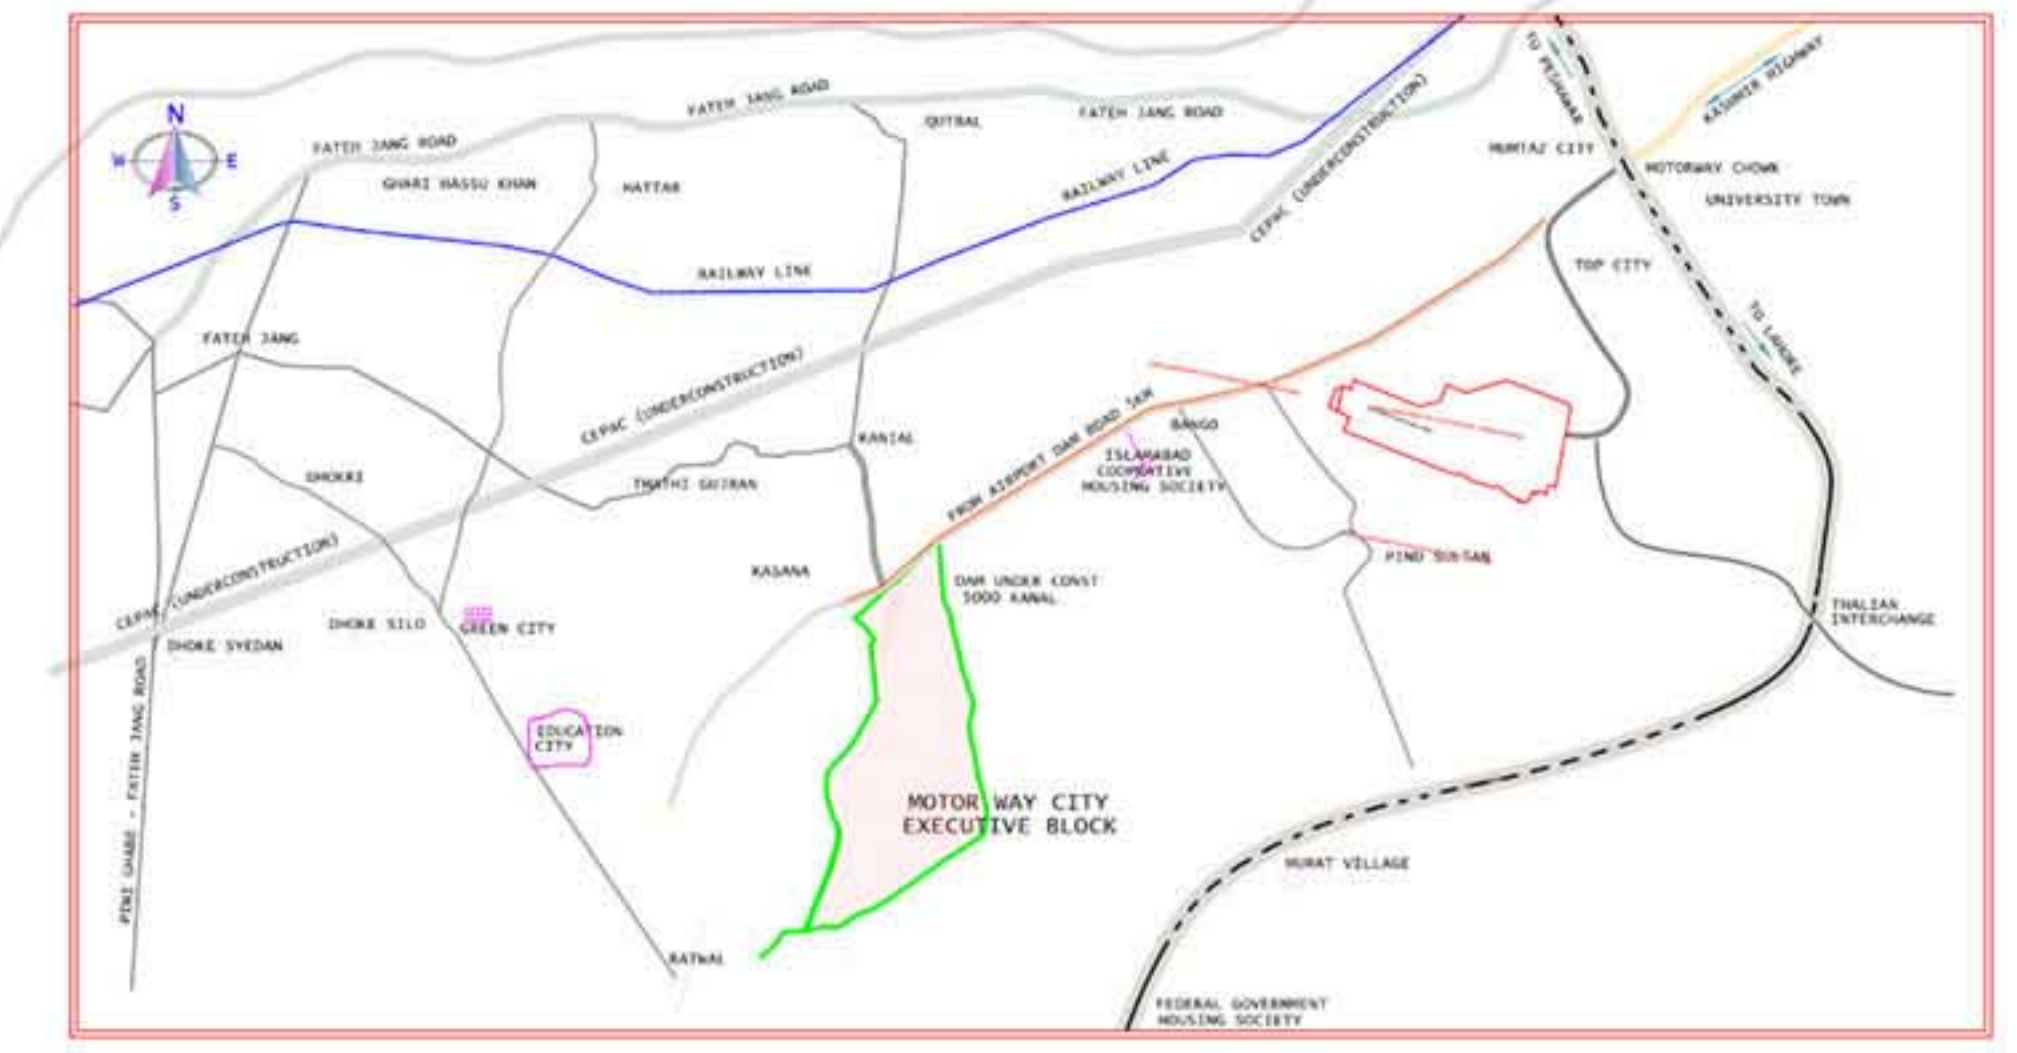 TO PESHAWAR
KASHMIR HIGHWAY
N
W
E
S
FATEH JANG ROAD
FATEH JANG ROAD
FATEH JANG ROAD
QUTBAL
GHARI HASSU KHAN
HATTAR
RAILWAY LINE
CEPAC (UNDERCONSTRUCTION)
MUMTAZ CITY
MOTORWAY CHOWK
UNIVERSITY TOWN
TOP CITY
RAILWAY LINE
TO LAHORE
FATEH JANG
CEPAC (UNDERCONSTRUCTION)
FROM AIRPORT DAM ROAD 5KM
BANGO
KANIAL
ISLAMABAD
COOPRATIVE
HOUSING SOCIETY
DHOKRI
THATHI GUJRAN
CEPAC (UNDERCONSTRUCTION)
KASANA
DAM UNDER CONST
5000 KANAL
PIND SULTAN
THALIAN
INTERCHANGE
DHOKE SILO
GREEN CITY
DHOKE SYEDAN
PINI GHABE - FATEH JANG ROAD
EDUCATION
CITY
MOTOR WAY CITY
EXECUTIVE BLOCK
MURAT VILLAGE
RATWAL
FEDERAL GOVERNMENT
HOUSING SOCIETY